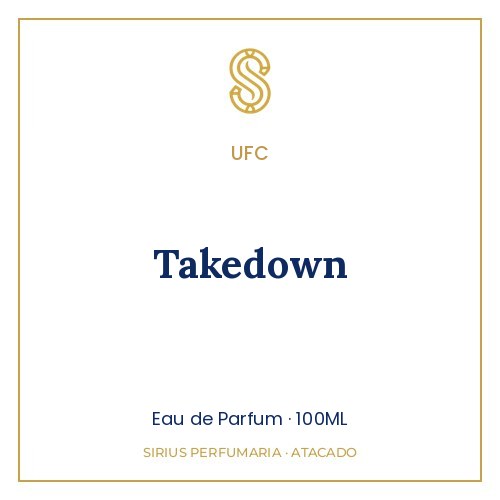 UFC
Takedown
Eau de Parfum · 100ML
SIRIUS PERFUMARIA · ATACADO